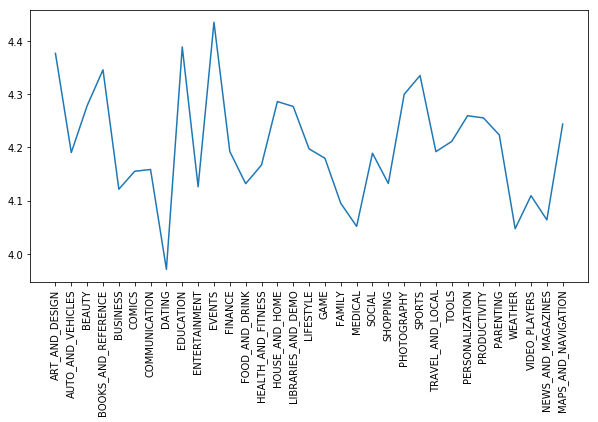 4.4
4.3
4.2
4.1
4.0
ART_AND_DESIGN
AUTO_AND_VEHICLES
BEAUTY
BOOKS_AND_REFERENCE
BUSINESS
COMICS
COMMUNICATION
DATING
EDUCATION
ENTERTAINMENT
EVENTS
FINANCE
FOOD_AND_DRINK
HEALTH_AND_FITNESS
HOUSE_AND_HOME
LIBRARIES_AND_DEMO
LIFESTYLE
GAME
FAMILY
MEDICAL
SOCIAL
SHOPPING
PHOTOGRAPHY
SPORTS
TRAVEL_AND_LOCAL
TOOLS
PERSONALIZATION
PRODUCTIVITY
PARENTING
WEATHER
VIDEO_PLAYERS
NEWS_AND_MAGAZINES
MAPS_AND_NAVIGATION